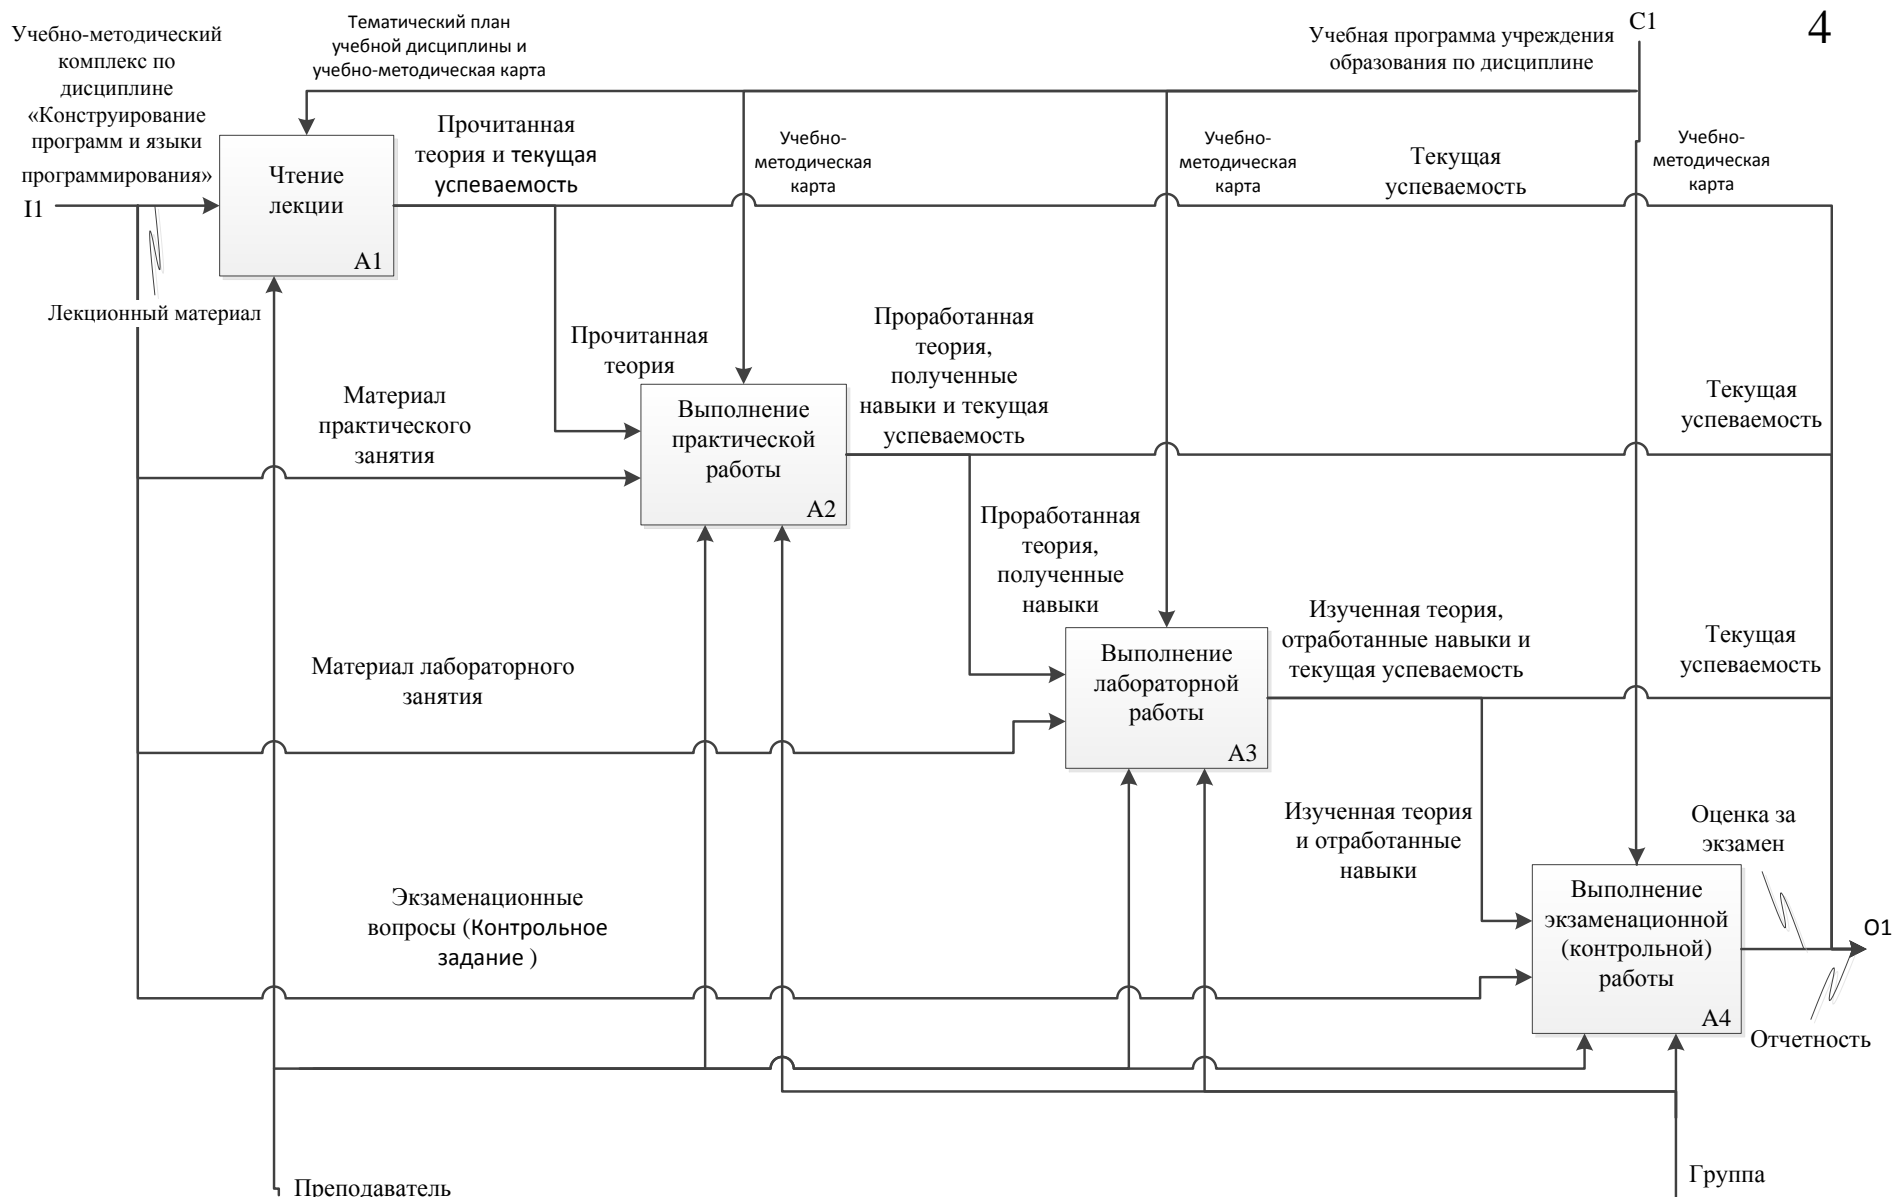 Учебно-методический
комплекс по
дисциплине
«Конструирование
программ и языки
программирования»
I1
Тематический план
учебной дисциплины и
учебно-методическая карта
Учебная программа учреждения
образования по дисциплине
C1
4
Чтение
лекции
A1
Прочитанная
теория и текущая
успеваемость
Учебно-
методическая
карта
Учебно-
методическая
карта
Текущая
успеваемость
Учебно-
методическая
карта
Лекционный материал
Прочитанная
теория
Проработанная
теория,
полученные
навыки и текущая
успеваемость
Материал
практического
занятия
Выполнение
практической
работы
A2
Текущая
успеваемость
Проработанная
теория,
полученные
навыки
Материал лабораторного
занятия
Выполнение
лабораторной
работы
A3
Изученная теория,
отработанные навыки и
текущая успеваемость
Текущая
успеваемость
Изученная теория
и отработанные
навыки
Оценка за
экзамен
Экзаменационные
вопросы (Контрольное
задание )
Выполнение
экзаменационной
(контрольной)
работы
A4
O1
Отчетность
Преподаватель
Группа